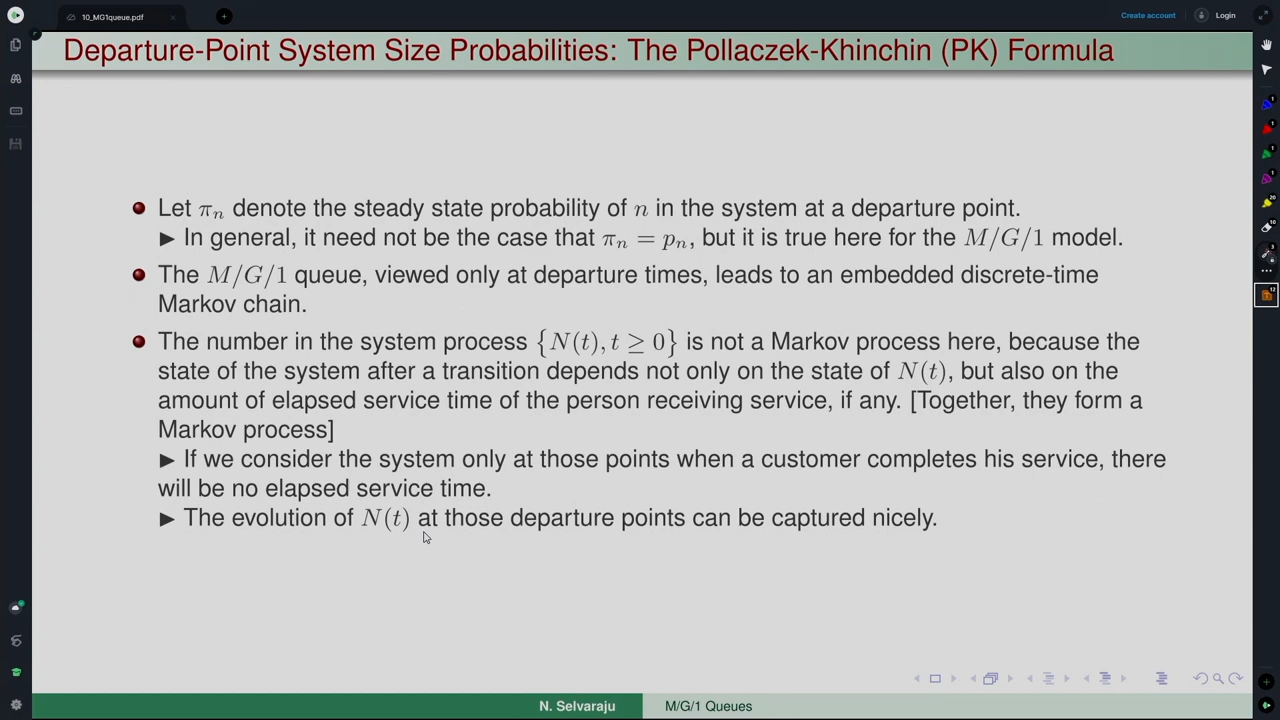 10_MG1queue.pdf
Create account
Login
Departure-Point System Size Probabilities: The Pollaczek-Khinchin (PK) Formula
Let πn denote the steady state probability of n in the system at a departure point.
▶ In general, it need not be the case that πn = pn, but it is true here for the M/G/1 model.
The M/G/1 queue, viewed only at departure times, leads to an embedded discrete-time
Markov chain.
The number in the system process {N(t), t ≥ 0} is not a Markov process here, because the
state of the system after a transition depends not only on the state of N(t), but also on the
amount of elapsed service time of the person receiving service, if any. [Together, they form a
Markov process]
▶ If we consider the system only at those points when a customer completes his service, there
will be no elapsed service time.
▶ The evolution of N(t) at those departure points can be captured nicely.
N. Selvaraju
M/G/1 Queues